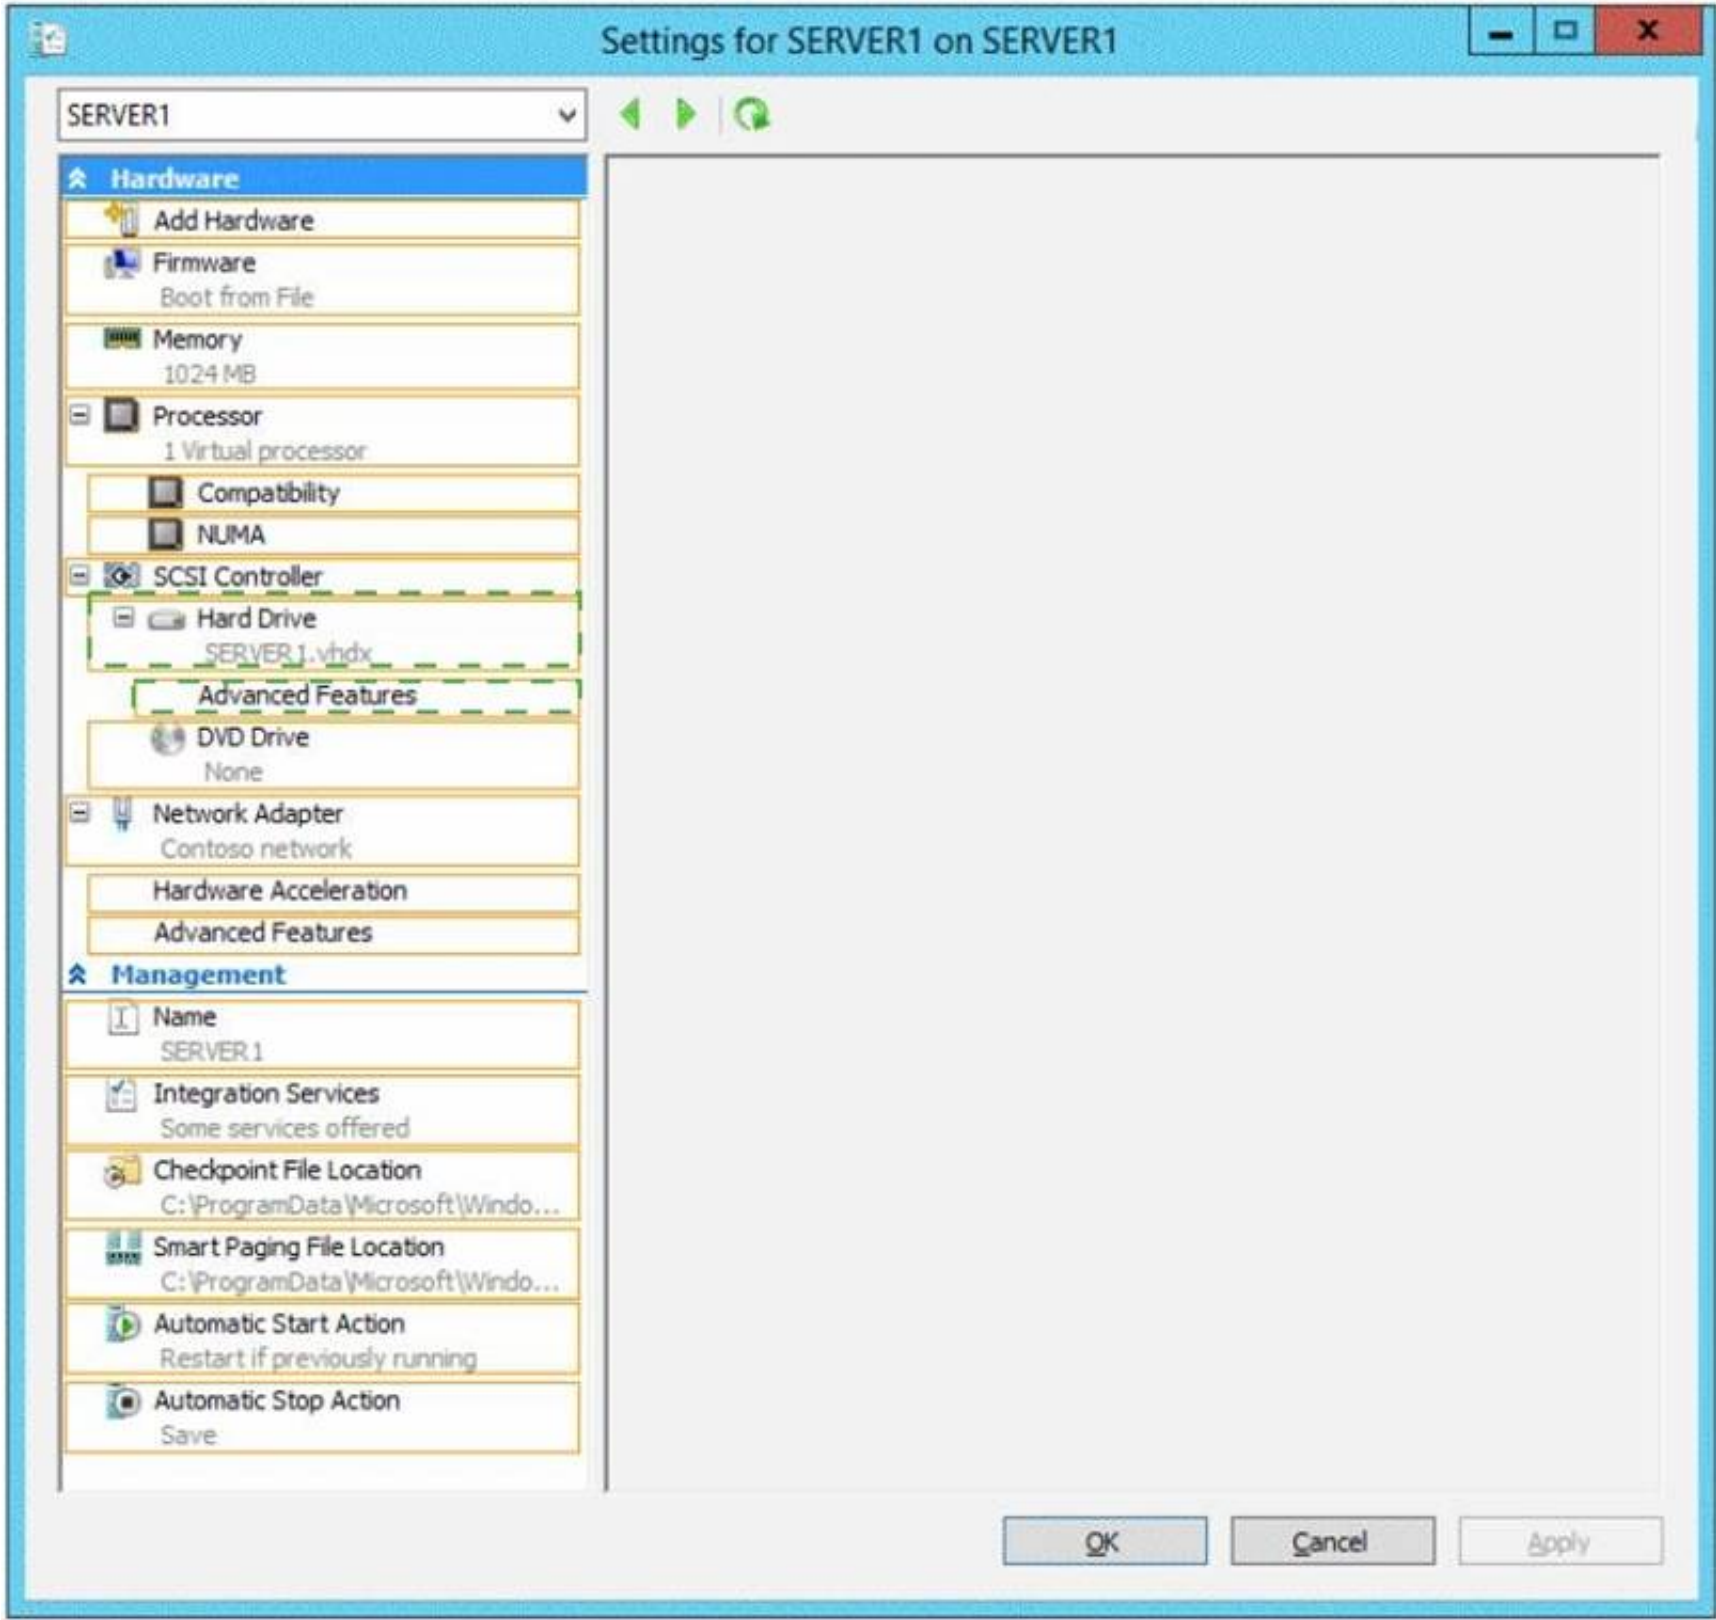 Settings for SERVER1 on SERVER1
SERVER1
Hardware
Add Hardware
Firmware
Boot from File
Memory
1024 MB
Processor
1 Virtual processor
Compatibility
NUMA
SCSI Controller
Hard Drive
SERVER1.vhdx
Advanced Features
DVD Drive
None
Network Adapter
Contoso network
Hardware Acceleration
Advanced Features
Management
Name
SERVER1
Integration Services
Some services offered
Checkpoint File Location
C:\ProgramData\Microsoft\Windo...
Smart Paging File Location
C:\ProgramData\Microsoft\Windo...
Automatic Start Action
Restart if previously running
Automatic Stop Action
Save
OK Cancel Apply